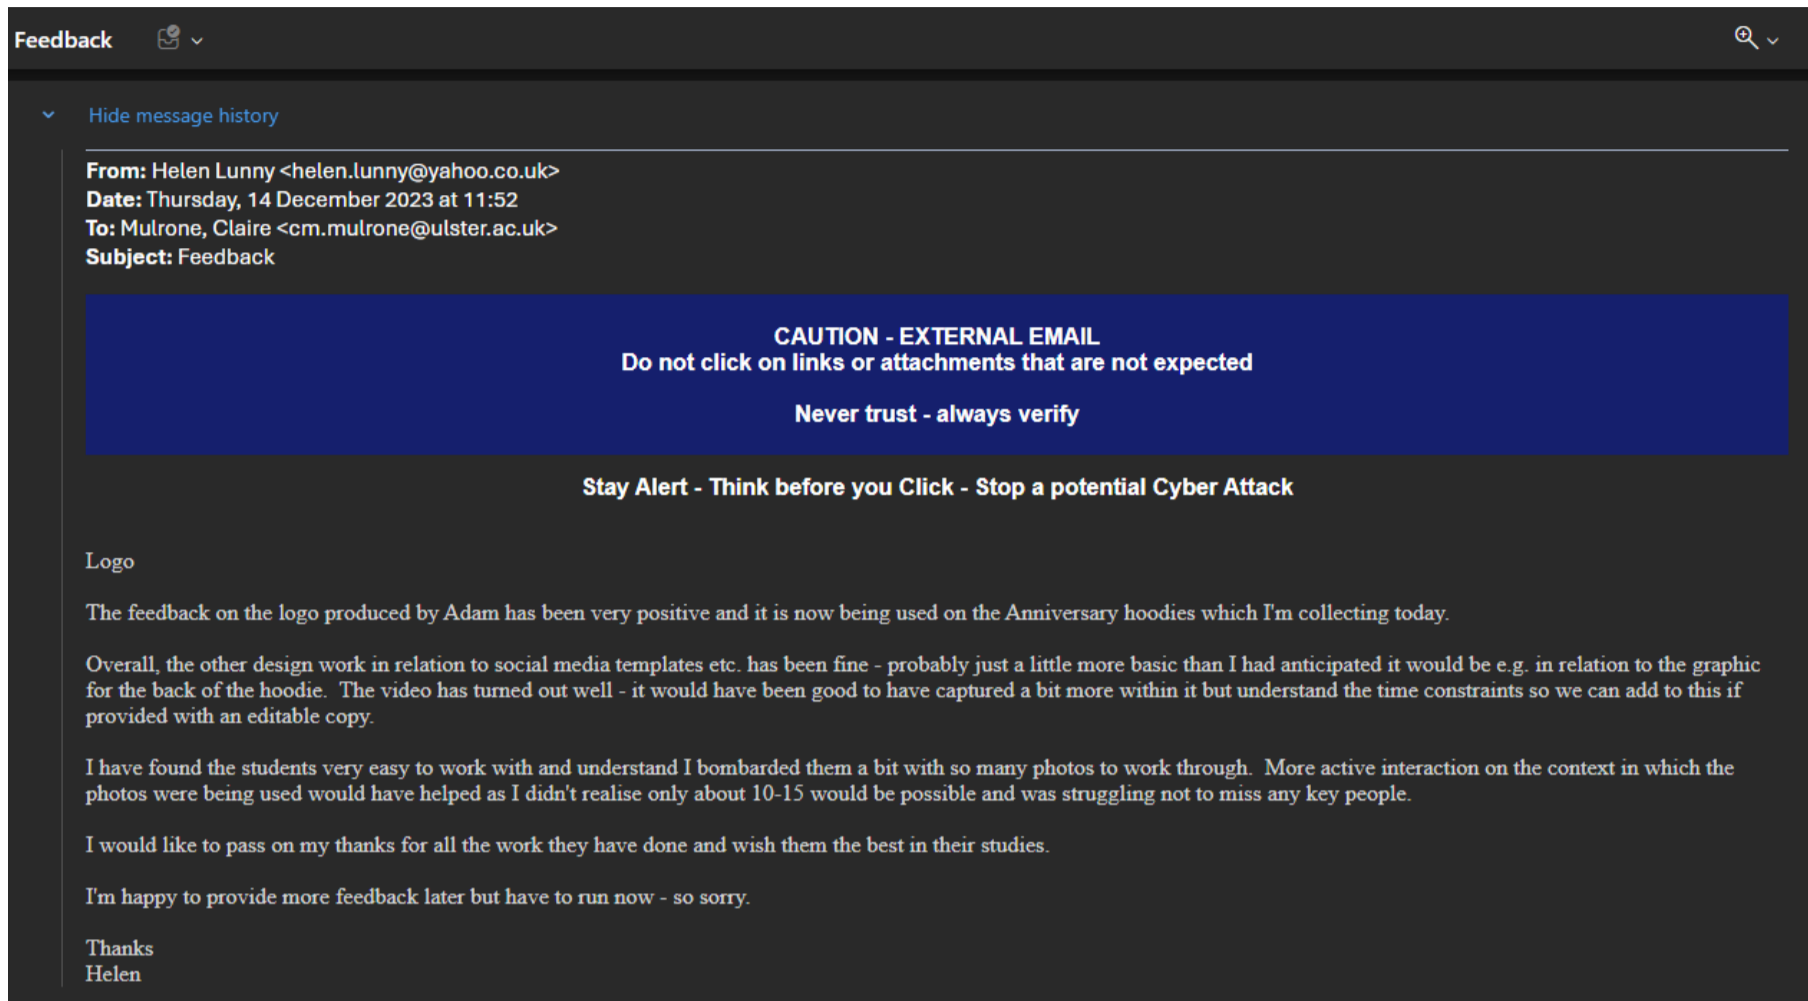 Feedback
Hide message history
From: Helen Lunny <helen.lunny@yahoo.co.uk>
Date: Thursday, 14 December 2023 at 11:52
To: Mulrone, Claire <cm.mulrone@ulster.ac.uk>
Subject: Feedback
CAUTION - EXTERNAL EMAIL
Do not click on links or attachments that are not expected
Never trust - always verify
Stay Alert - Think before you Click - Stop a potential Cyber Attack
Logo
The feedback on the logo produced by Adam has been very positive and it is now being used on the Anniversary hoodies which I'm collecting today.
Overall, the other design work in relation to social media templates etc. has been fine - probably just a little more basic than I had anticipated it would be e.g. in relation to the graphic
for the back of the hoodie.  The video has turned out well - it would have been good to have captured a bit more within it but understand the time constraints so we can add to this if
provided with an editable copy.
I have found the students very easy to work with and understand I bombarded them a bit with so many photos to work through.  More active interaction on the context in which the
photos were being used would have helped as I didn't realise only about 10-15 would be possible and was struggling not to miss any key people.
I would like to pass on my thanks for all the work they have done and wish them the best in their studies.
I'm happy to provide more feedback later but have to run now - so sorry.
Thanks
Helen